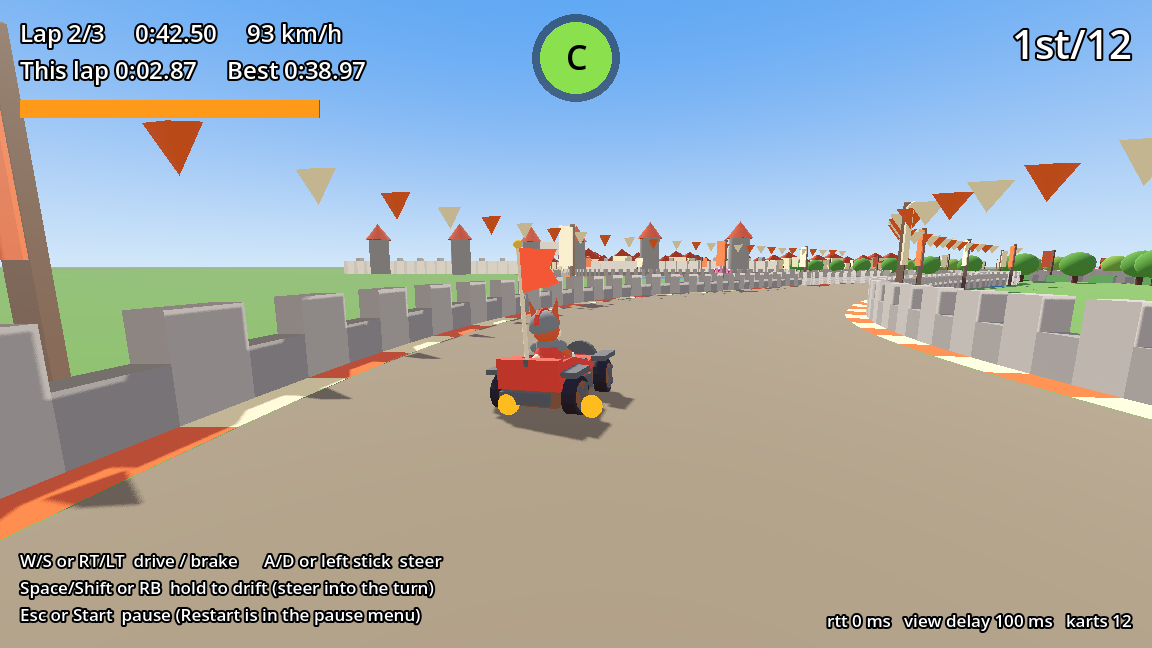 Lap 2/3 0:42.50 93 km/h
This lap 0:02.87 Best 0:38.97
C
1st/12
W/S or RT/LT drive / brake A/D or left stick steer
Space/Shift or RB hold to drift (steer into the turn)
Esc or Start pause (Restart is in the pause menu)
rtt 0 ms view delay 100 ms karts 12